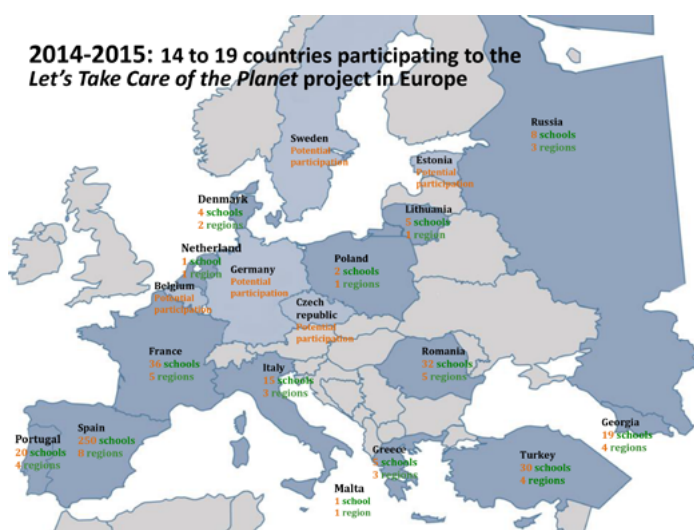 2014-2015: 14 to 19 countries participating to the
Let's Take Care of the Planet project in Europe
Russia
8 schools
3 regions
Sweden
Potential
participation
Estonia
Potential
participation
Denmark
4 schools
2 regions
Lithuania
5 schools
1 region
Netherland
1 school
1 region
Germany
Potential
participation
Poland
2 schools
1 regions
Belgium
Potential
participation
Czech
republic
Potential
participation
France
36 schools
5 regions
Italy
15 schools
3 regions
Romania
32 schools
5 regions
Portugal
20 schools
4 regions
Spain
250 schools
8 regions
Georgia
19 schools
4 regions
Greece
schools
3 regions
Turkey
30 schools
4 regions
Malta
1 school
1 region